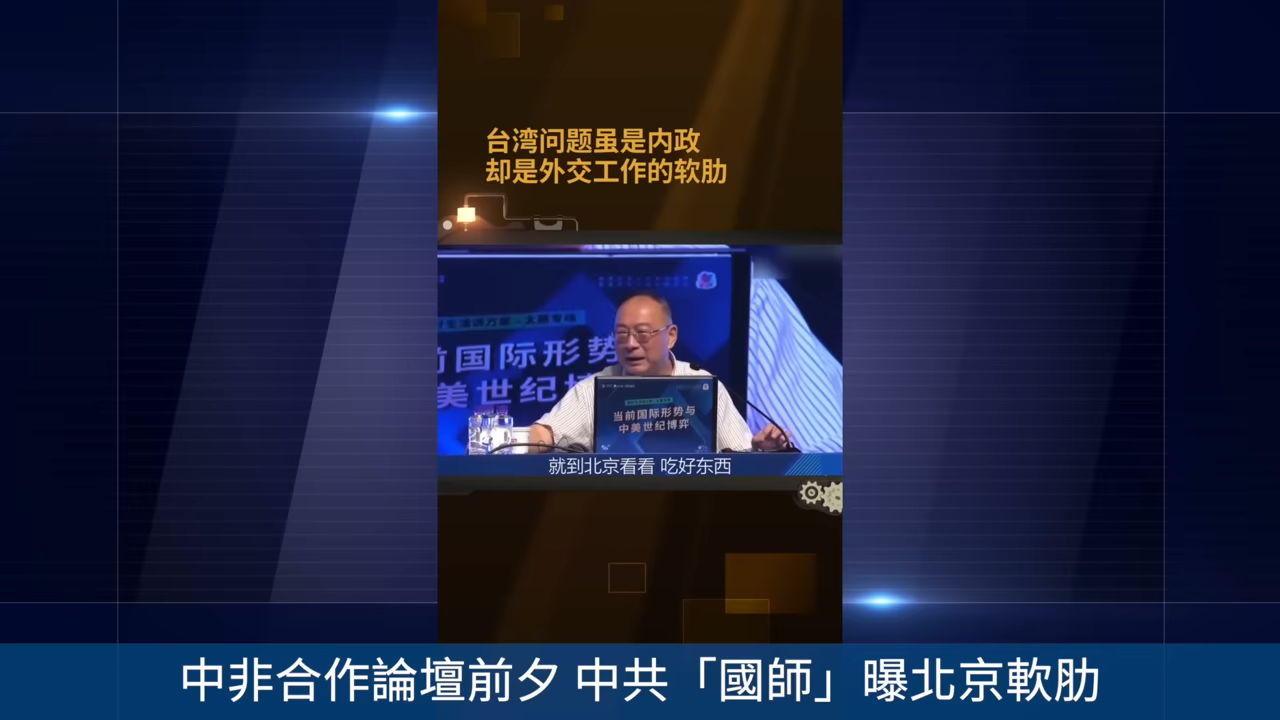 台湾问题虽是内政
却是外交工作的软肋
前国际形势
美世纪博
当前国际形势与
中美世纪博弈
就到北京看看 吃好东西
中非合作論壇前夕 中共「國師」曝北京軟肋